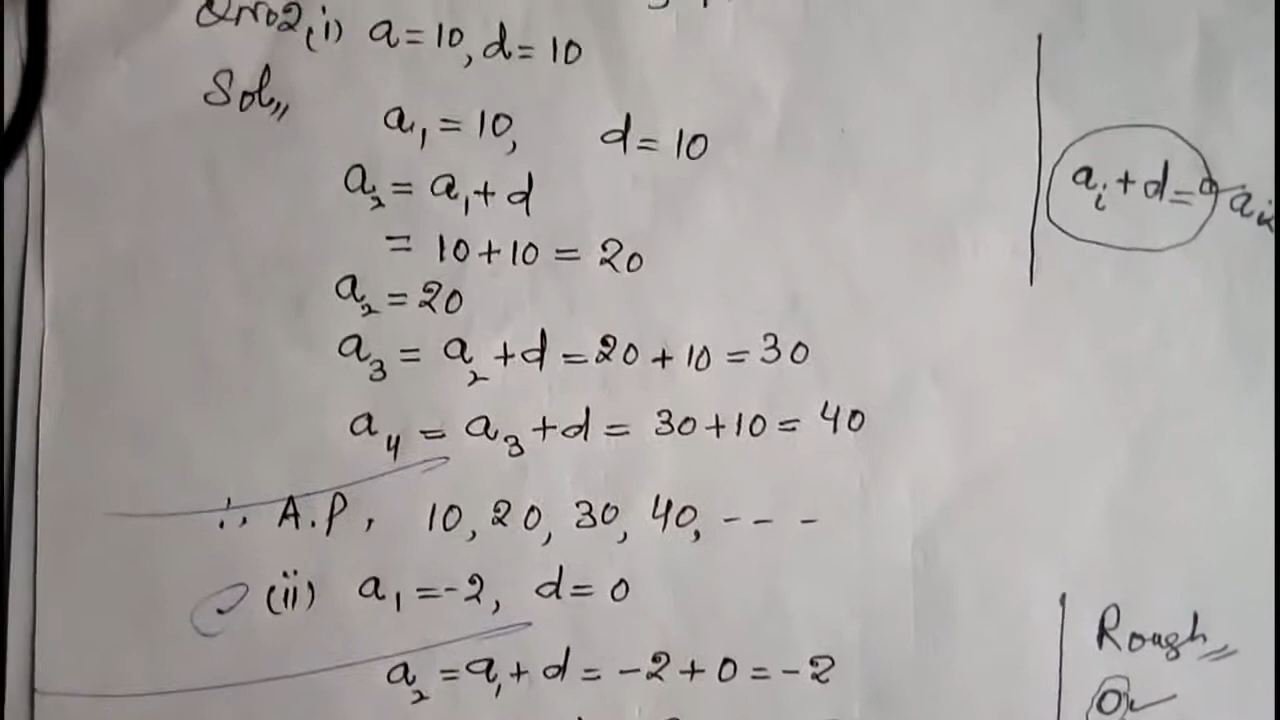 QNo2,(i) a=10, d=10
Sol,,
a₁ = 10, d = 10
a₂ = a₁ + d
= 10+10 = 20
a₂ = 20
a₃ = a₂ + d = 20 + 10 = 30
a₄ = a₃ + d = 30+10 = 40
∴ A.P, 10, 20, 30, 40, - - -
(ii) a₁ = -2, d = 0
a₂ = a₁ + d = -2 + 0 = -2
aᵢ + d =
Rough,,